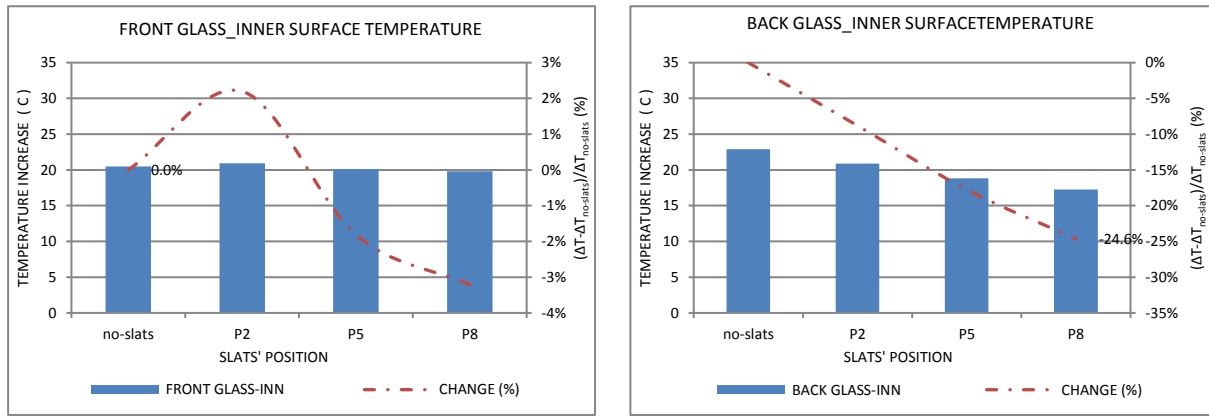 FRONT GLASS_INNER SURFACE TEMPERATURE
TEMPERATURE INCREASE ( C )
35
30
25
20
15
10
5
0
0.0%
3%
2%
1%
0%
-1%
-2%
-3%
-4%
(ΔT-ΔTno-slats)/ΔTno-slats (%)
no-slats P2 P5 P8
SLATS' POSITION
FRONT GLASS-INN CHANGE (%)
BACK GLASS_INNER SURFACETEMPERATURE
TEMPERATURE INCREASE ( C )
35
30
25
20
15
10
5
0
-24.6%
0%
-5%
-10%
-15%
-20%
-25%
-30%
-35%
(ΔT-ΔTno-slats)/ΔTno-slats (%)
no-slats P2 P5 P8
SLATS' POSITION
BACK GLASS-INN CHANGE (%)